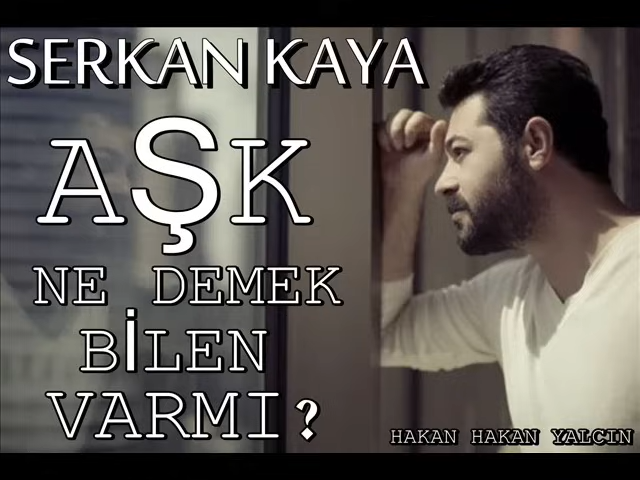 SERKAN KAYA
AŞK
NE DEMEK
BİLEN
VARMI?
HAKAN HAKAN YALCIN